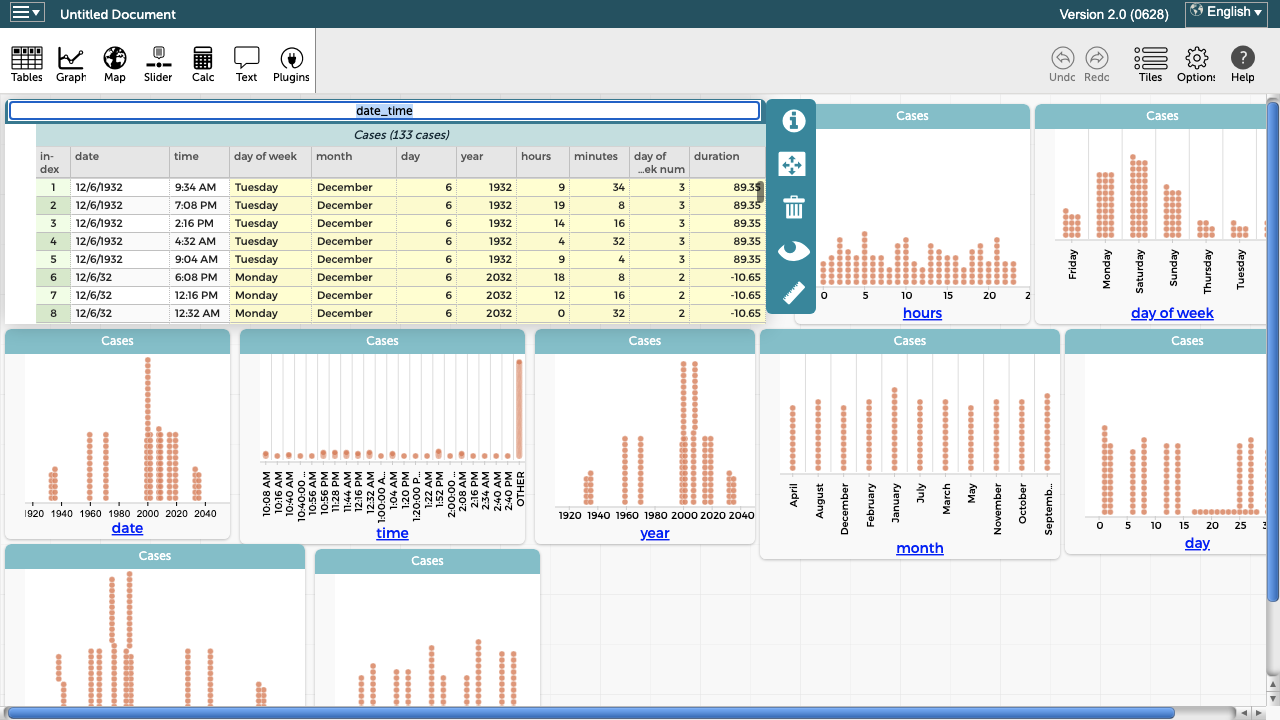 Untitled Document
Version 2.0 (0628)
English
Tables Graph Map Slider Calc Text Plugins
Undo Redo Tiles Options Help
date_time
Cases (133 cases)
in-dex date time day of week month day year hours minutes day of ...ek num duration
1 12/6/1932 9:34 AM Tuesday December 6 1932 9 34 3 89.35
2 12/6/1932 7:08 PM Tuesday December 6 1932 19 8 3 89.35
3 12/6/1932 2:16 PM Tuesday December 6 1932 14 16 3 89.35
4 12/6/1932 4:32 AM Tuesday December 6 1932 4 32 3 89.35
5 12/6/1932 9:04 AM Tuesday December 6 1932 9 4 3 89.35
6 12/6/32 6:08 PM Monday December 6 2032 18 8 2 -10.65
7 12/6/32 12:16 PM Monday December 6 2032 12 16 2 -10.65
8 12/6/32 12:32 AM Monday December 6 2032 0 32 2 -10.65
Cases
0 5 10 15 20 2
hours
Cases
Friday Monday Saturday Sunday Thursday Tuesday
day of week
Cases
1920 1940 1960 1980 2000 2020 2040
date
Cases
10:08 AM 10:16 AM 10:40 AM 10:40:00... 10:56 AM 10:58 PM 11:28 PM 11:44 AM 12:16 PM 12:32 AM 1:00:00 A... 1:04 AM 1:20 PM 12:00:0 P... 1:22 AM 1:52 PM 2:00:00... 2:08 AM 2:16 PM 2:34 AM 2:40 AM 2:40 PM OTHER
time
Cases
1920 1940 1960 1980 2000 2020 2040
year
Cases
April August December February January July March May November October Septemb...
month
Cases
0 5 10 15 20 25
day
Cases
Cases